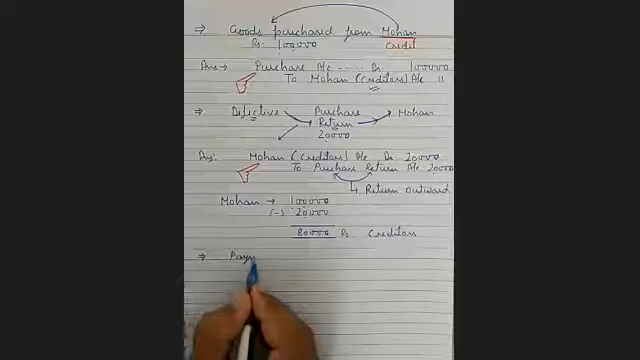 ⇒ Goods purchased from Mohan
Rs. 100000 credit
Ans:→ Purchase A/c ..... Dr 100000
To Mohan (creditors) A/c 11
⇒ Defective Purchase Return → Mohan
20000
Ans:- Mohan (creditors) A/c Dr 20000
To Purchase Return A/c 20000
Return outward
Mohan → 100000
(-) 20000
80000 Rs Creditors
⇒ Paym